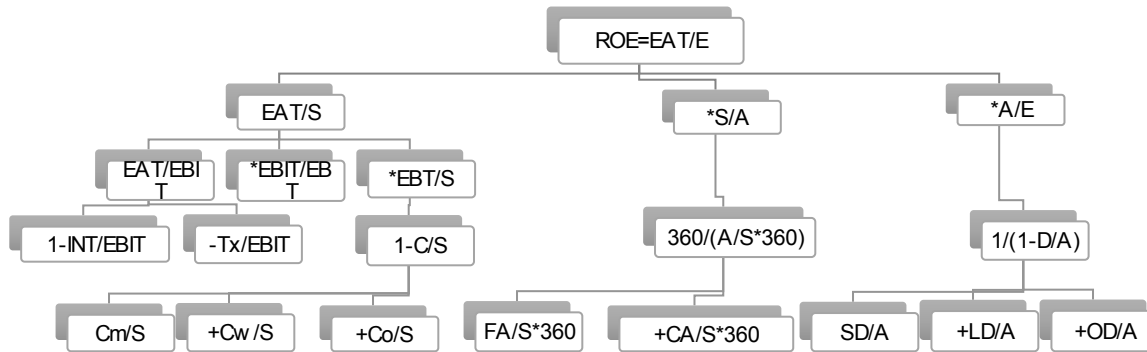 ROE=EAT/E
EAT/S
*S/A
*A/E
EAT/EBI
T
*EBIT/EB
T
*EBT/S
1-INT/EBIT
-Tx/EBIT
1-C/S
360/(A/S*360)
1/(1-D/A)
Cm/S
+Cw/S
+Co/S
FA/S*360
+CA/S*360
SD/A
+LD/A
+OD/A